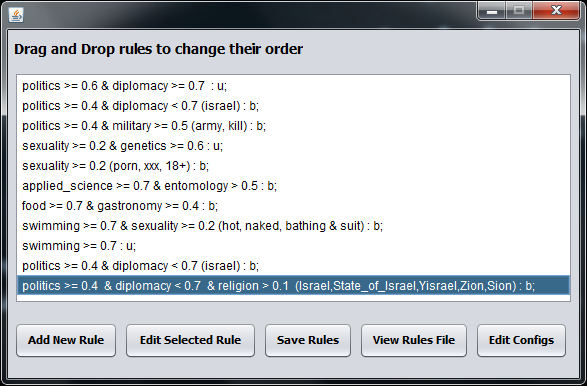 Drag and Drop rules to change their order
politics >= 0.6 & diplomacy >= 0.7  : u;
politics >= 0.4 & diplomacy < 0.7 (israel) : b;
politics >= 0.4 & military >= 0.5 (army, kill) : b;
sexuality >= 0.2 & genetics >= 0.6 : u;
sexuality >= 0.2 (porn, xxx, 18+) : b;
applied_science >= 0.7 & entomology > 0.5 : b;
food >= 0.7 & gastronomy >= 0.4 : b;
swimming >= 0.7 & sexuality >= 0.2 (hot, naked, bathing & suit) : b;
swimming >= 0.7 : u;
politics >= 0.4 & diplomacy < 0.7 (israel) : b;
politics >= 0.4  & diplomacy < 0.7  & religion > 0.1  (Israel,State_of_Israel,Yisrael,Zion,Sion) : b;
Add New Rule Edit Selected Rule Save Rules View Rules File Edit Configs